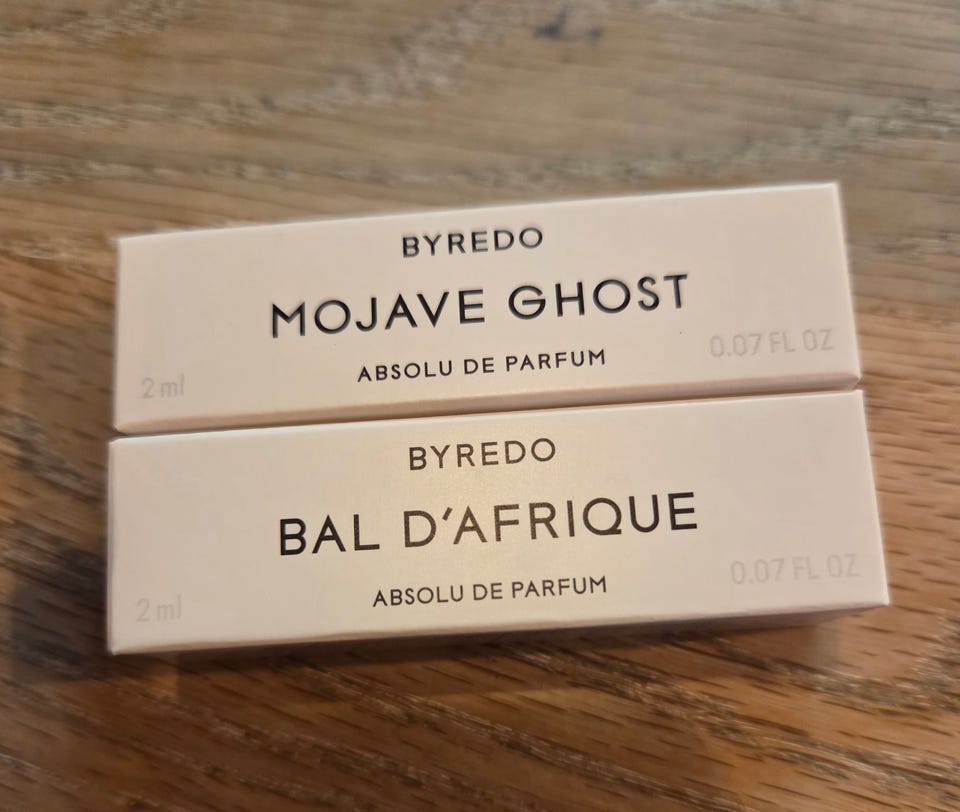 BYREDO
MOJAVE GHOST
ABSOLU DE PARFUM
2 ml
0.07 FL OZ
BYREDO
BAL D'AFRIQUE
ABSOLU DE PARFUM
2 ml
0.07 FL OZ